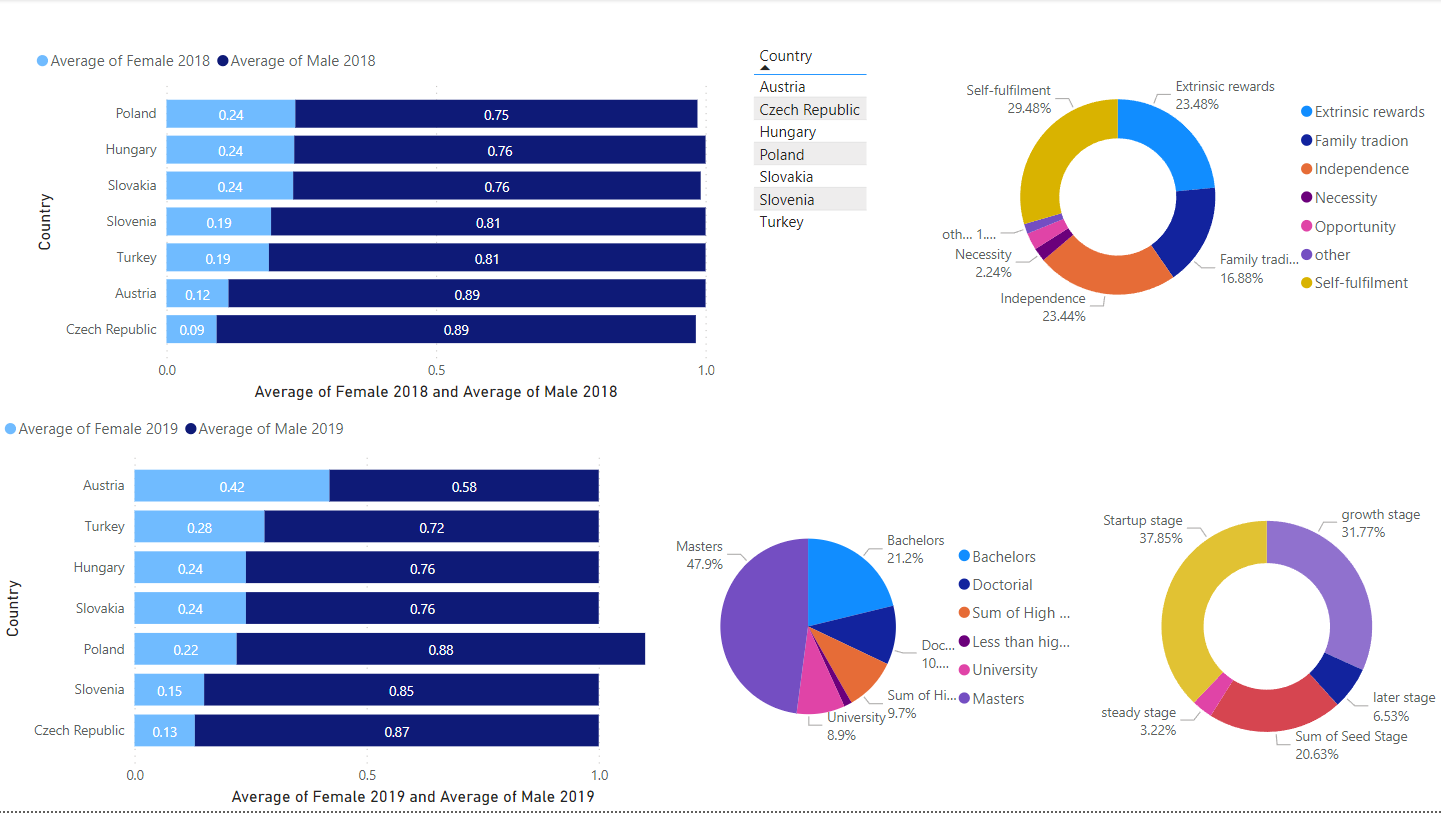 Average of Female 2018 Average of Male 2018
Country
Poland 0.24 0.75
Hungary 0.24 0.76
Slovakia 0.24 0.76
Slovenia 0.19 0.81
Turkey 0.19 0.81
Austria 0.12 0.89
Czech Republic 0.09 0.89
0.0 0.5 1.0
Average of Female 2018 and Average of Male 2018
Country
Austria
Czech Republic
Hungary
Poland
Slovakia
Slovenia
Turkey
Self-fulfilment
29.48%
Extrinsic rewards
23.48%
oth... 1....
Necessity
2.24%
Independence
23.44%
Family tradi...
16.88%
Extrinsic rewards
Family tradion
Independence
Necessity
Opportunity
other
Self-fulfilment
Average of Female 2019 Average of Male 2019
Country
Austria 0.42 0.58
Turkey 0.28 0.72
Hungary 0.24 0.76
Slovakia 0.24 0.76
Poland 0.22 0.88
Slovenia 0.15 0.85
Czech Republic 0.13 0.87
0.0 0.5 1.0
Average of Female 2019 and Average of Male 2019
Masters
47.9%
Bachelors
21.2%
Doc...
10....
Sum of Hi...
9.7%
University
8.9%
Bachelors
Doctorial
Sum of High ...
Less than hig...
University
Masters
Startup stage
37.85%
growth stage
31.77%
later stage
6.53%
steady stage
3.22%
Sum of Seed Stage
20.63%